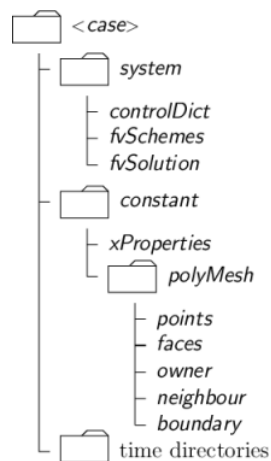 <case>
system
controlDict
fvSchemes
fvSolution
constant
xProperties
polyMesh
points
faces
owner
neighbour
boundary
time directories